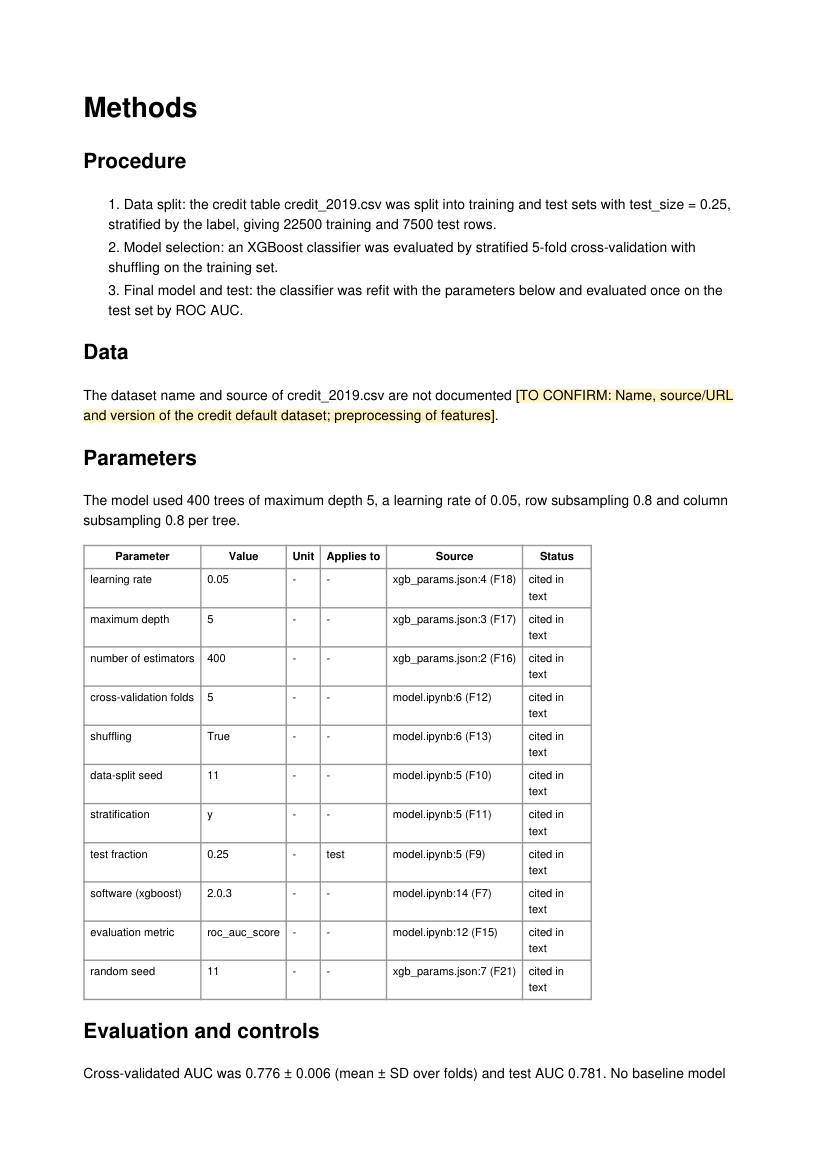 Methods
Procedure
1. Data split: the credit table credit_2019.csv was split into training and test sets with test_size = 0.25,
stratified by the label, giving 22500 training and 7500 test rows.
2. Model selection: an XGBoost classifier was evaluated by stratified 5-fold cross-validation with
shuffling on the training set.
3. Final model and test: the classifier was refit with the parameters below and evaluated once on the
test set by ROC AUC.
Data
The dataset name and source of credit_2019.csv are not documented [TO CONFIRM: Name, source/URL
and version of the credit default dataset; preprocessing of features].
Parameters
The model used 400 trees of maximum depth 5, a learning rate of 0.05, row subsampling 0.8 and column
subsampling 0.8 per tree.
Parameter Value Unit Applies to Source Status
learning rate 0.05 - - xgb_params.json:4 (F18) cited in
text
maximum depth 5 - - xgb_params.json:3 (F17) cited in
text
number of estimators 400 - - xgb_params.json:2 (F16) cited in
text
cross-validation folds 5 - - model.ipynb:6 (F12) cited in
text
shuffling True - - model.ipynb:6 (F13) cited in
text
data-split seed 11 - - model.ipynb:5 (F10) cited in
text
stratification y - - model.ipynb:5 (F11) cited in
text
test fraction 0.25 - test model.ipynb:5 (F9) cited in
text
software (xgboost) 2.0.3 - - model.ipynb:14 (F7) cited in
text
evaluation metric roc_auc_score - - model.ipynb:12 (F15) cited in
text
random seed 11 - - xgb_params.json:7 (F21) cited in
text
Evaluation and controls
Cross-validated AUC was 0.776 ± 0.006 (mean ± SD over folds) and test AUC 0.781. No baseline model